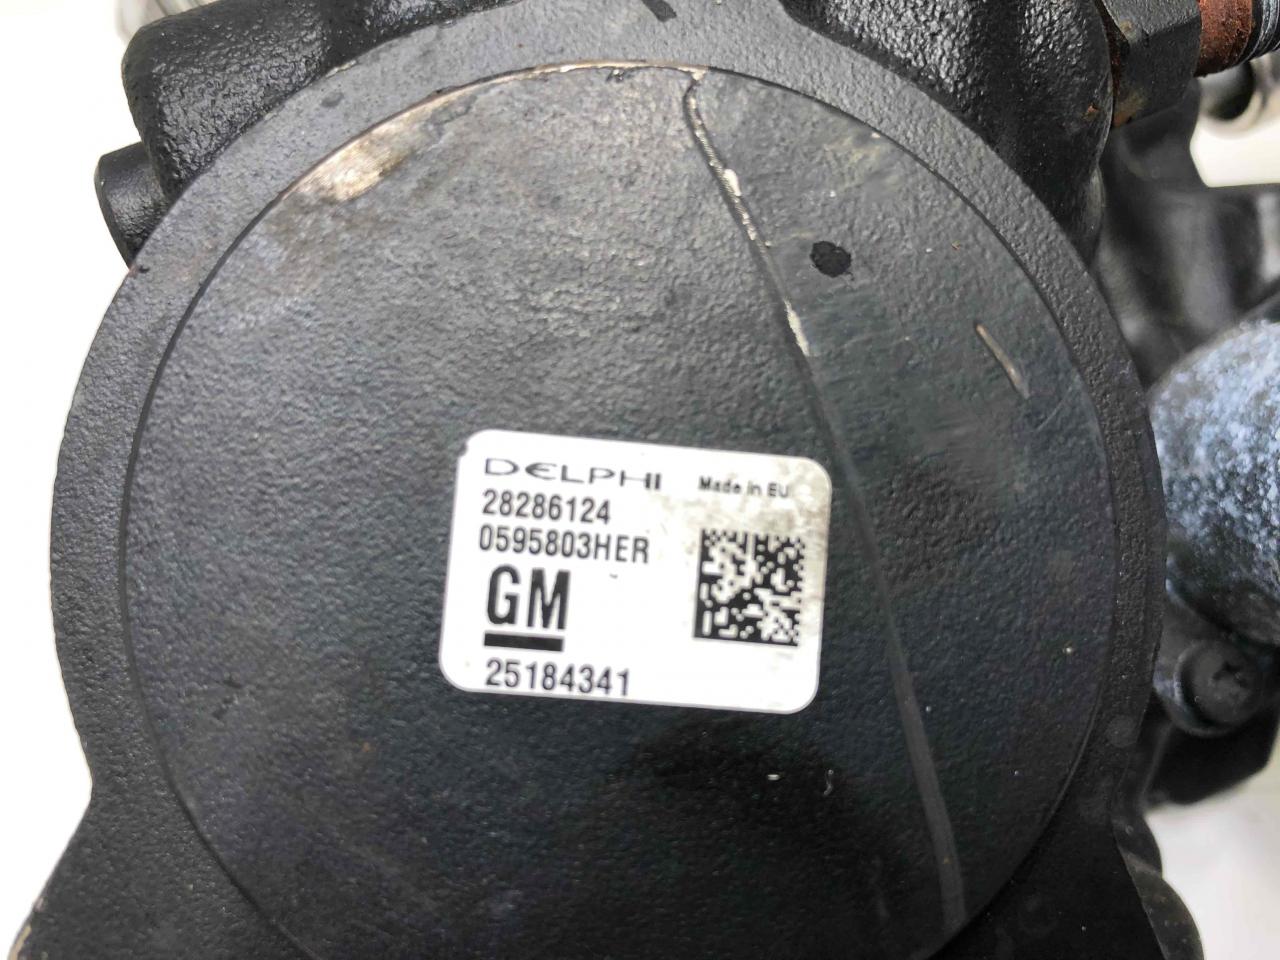 DELPHI Made in EU
28286124
0595803HER
GM
25184341